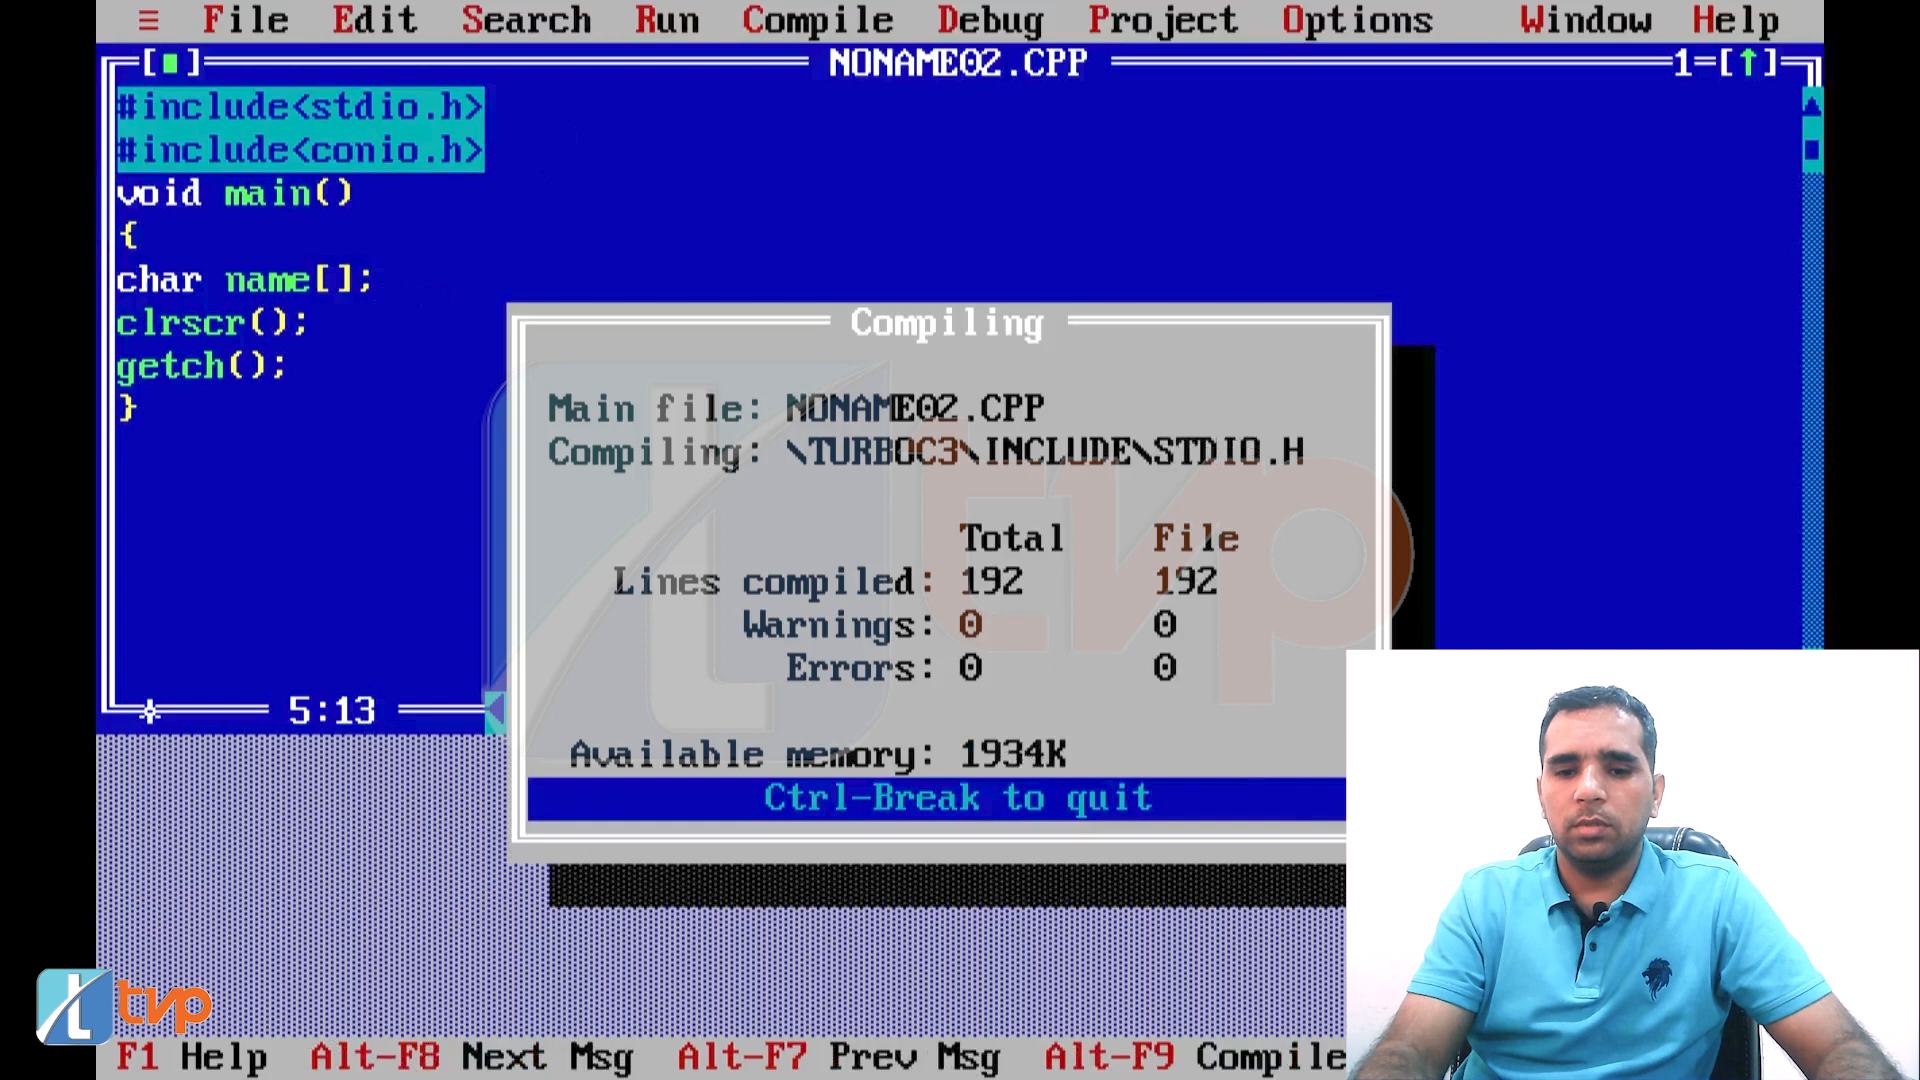 ≡ File Edit Search Run Compile Debug Project Options Window Help
[■] NONAME02.CPP 1=[↑]
#include<stdio.h>
#include<conio.h>
void main()
{
char name[];
clrscr();
getch();
}
5:13
Compiling
Main file: NONAME02.CPP
Compiling: \TURBOC3\INCLUDE\STDIO.H
Total File
Lines compiled: 192 192
Warnings: 0 0
Errors: 0 0
Available memory: 1934K
Ctrl-Break to quit
tvp
t tvp
F1 Help Alt-F8 Next Msg Alt-F7 Prev Msg Alt-F9 Compile